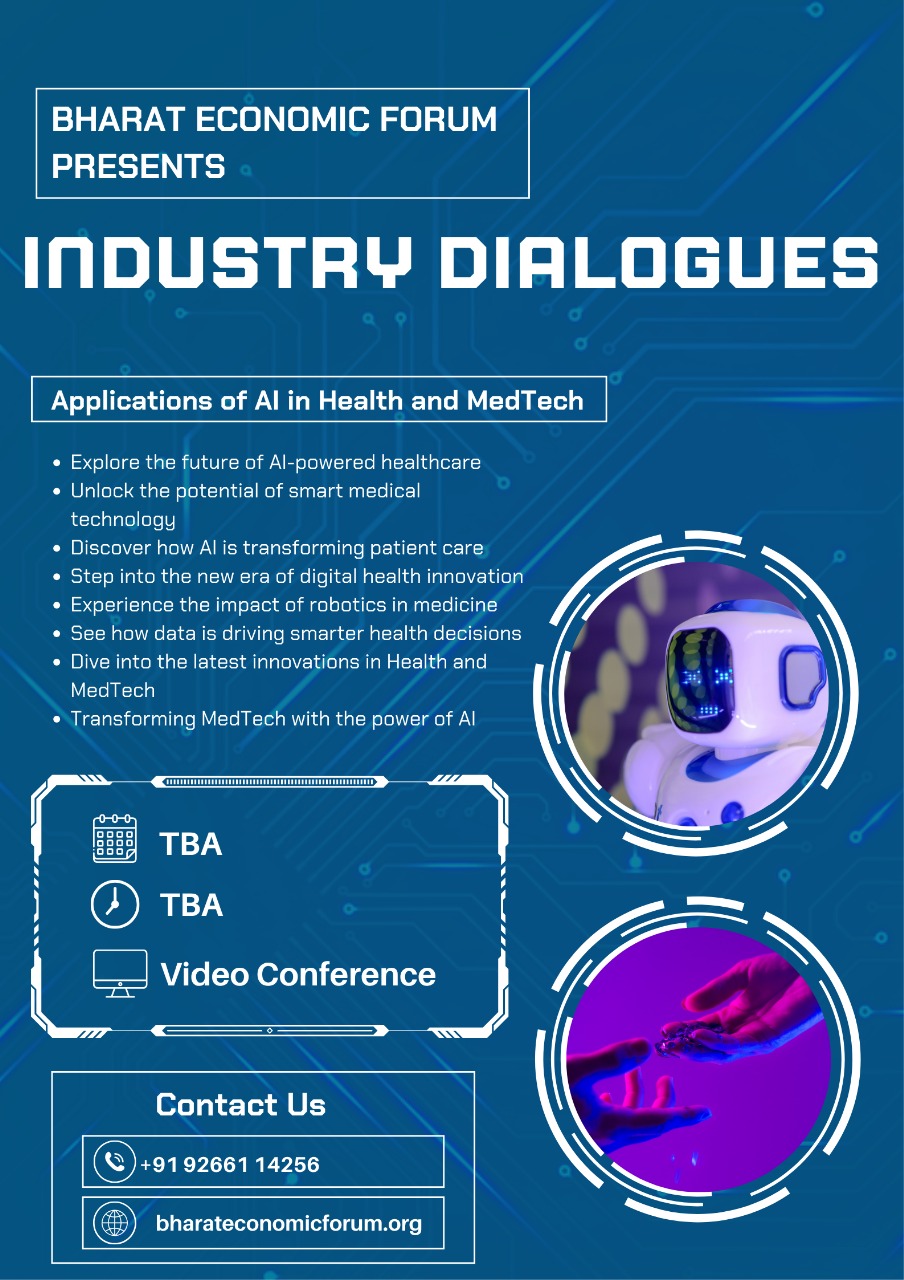 BHARAT ECONOMIC FORUM
PRESENTS
INDUSTRY DIALOGUES
Applications of AI in Health and MedTech
• Explore the future of AI-powered healthcare
• Unlock the potential of smart medical
technology
• Discover how AI is transforming patient care
• Step into the new era of digital health innovation
• Experience the impact of robotics in medicine
• See how data is driving smarter health decisions
• Dive into the latest innovations in Health and
MedTech
• Transforming MedTech with the power of AI
TBA
TBA
Video Conference
Contact Us
+91 92661 14256
bharateconomicforum.org